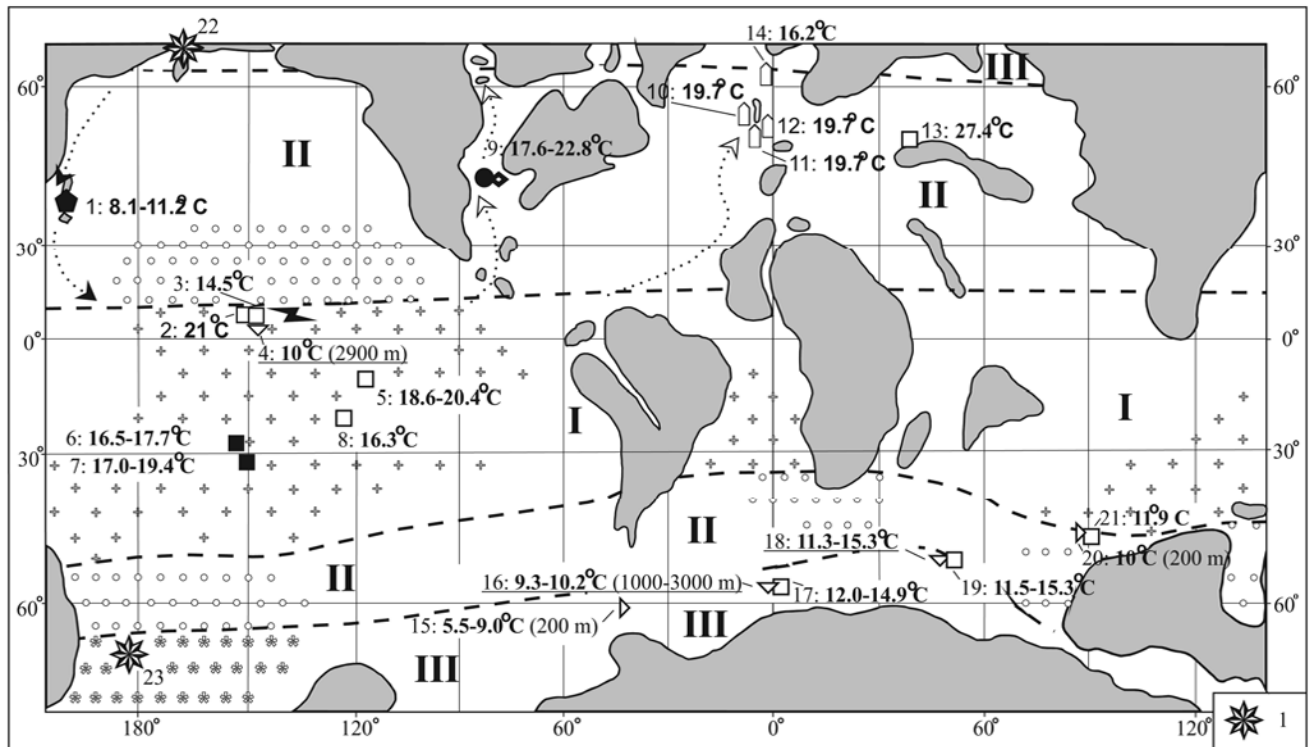 22
14: 16.2°C
III
60°
60°
10: 19.7°C
12: 19.7°C
13: 27.4°C
II
9: 17.6-22.8°C
11: 19.7°C
II
1: 8.1-11.2°C
30°
30°
3: 14.5°C
2: 21°C
0°
0°
4: 10°C (2900 m)
5: 18.6-20.4°C
I
I
6: 16.5-17.7°C
8: 16.3°C
7: 17.0-19.4°C
30°
30°
II
21: 11°9 C
18: 11.3-15.3°C
20: 10°C (200 m)
II
16: 9.3-10.2°C (1000-3000 m)
19: 11.5-15.3°C
17: 12.0-14.9°C
60°
60°
15: 5.5-9.0°C (200 m)
III
III
23
180°
120°
60°
0°
60°
12
1